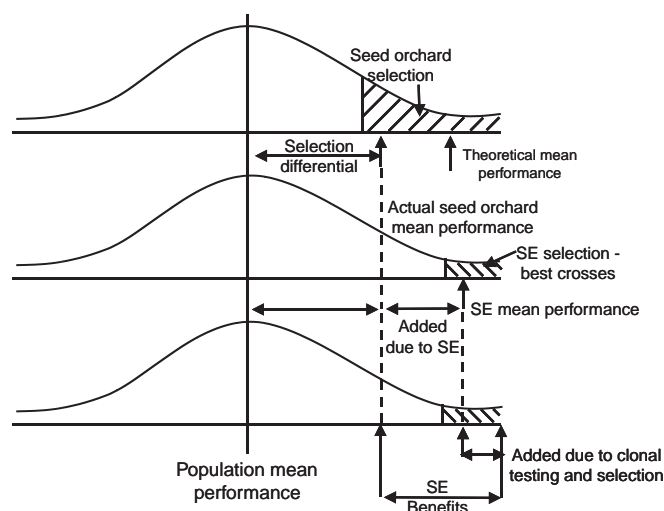 Seed orchard
selection
Selection
differential
Theoretical mean
performance
Actual seed orchard
mean performance
SE selection -
best crosses
SE mean performance
Added
due to SE
Added due to clonal
testing and selection
Population mean
performance
SE
Benefits